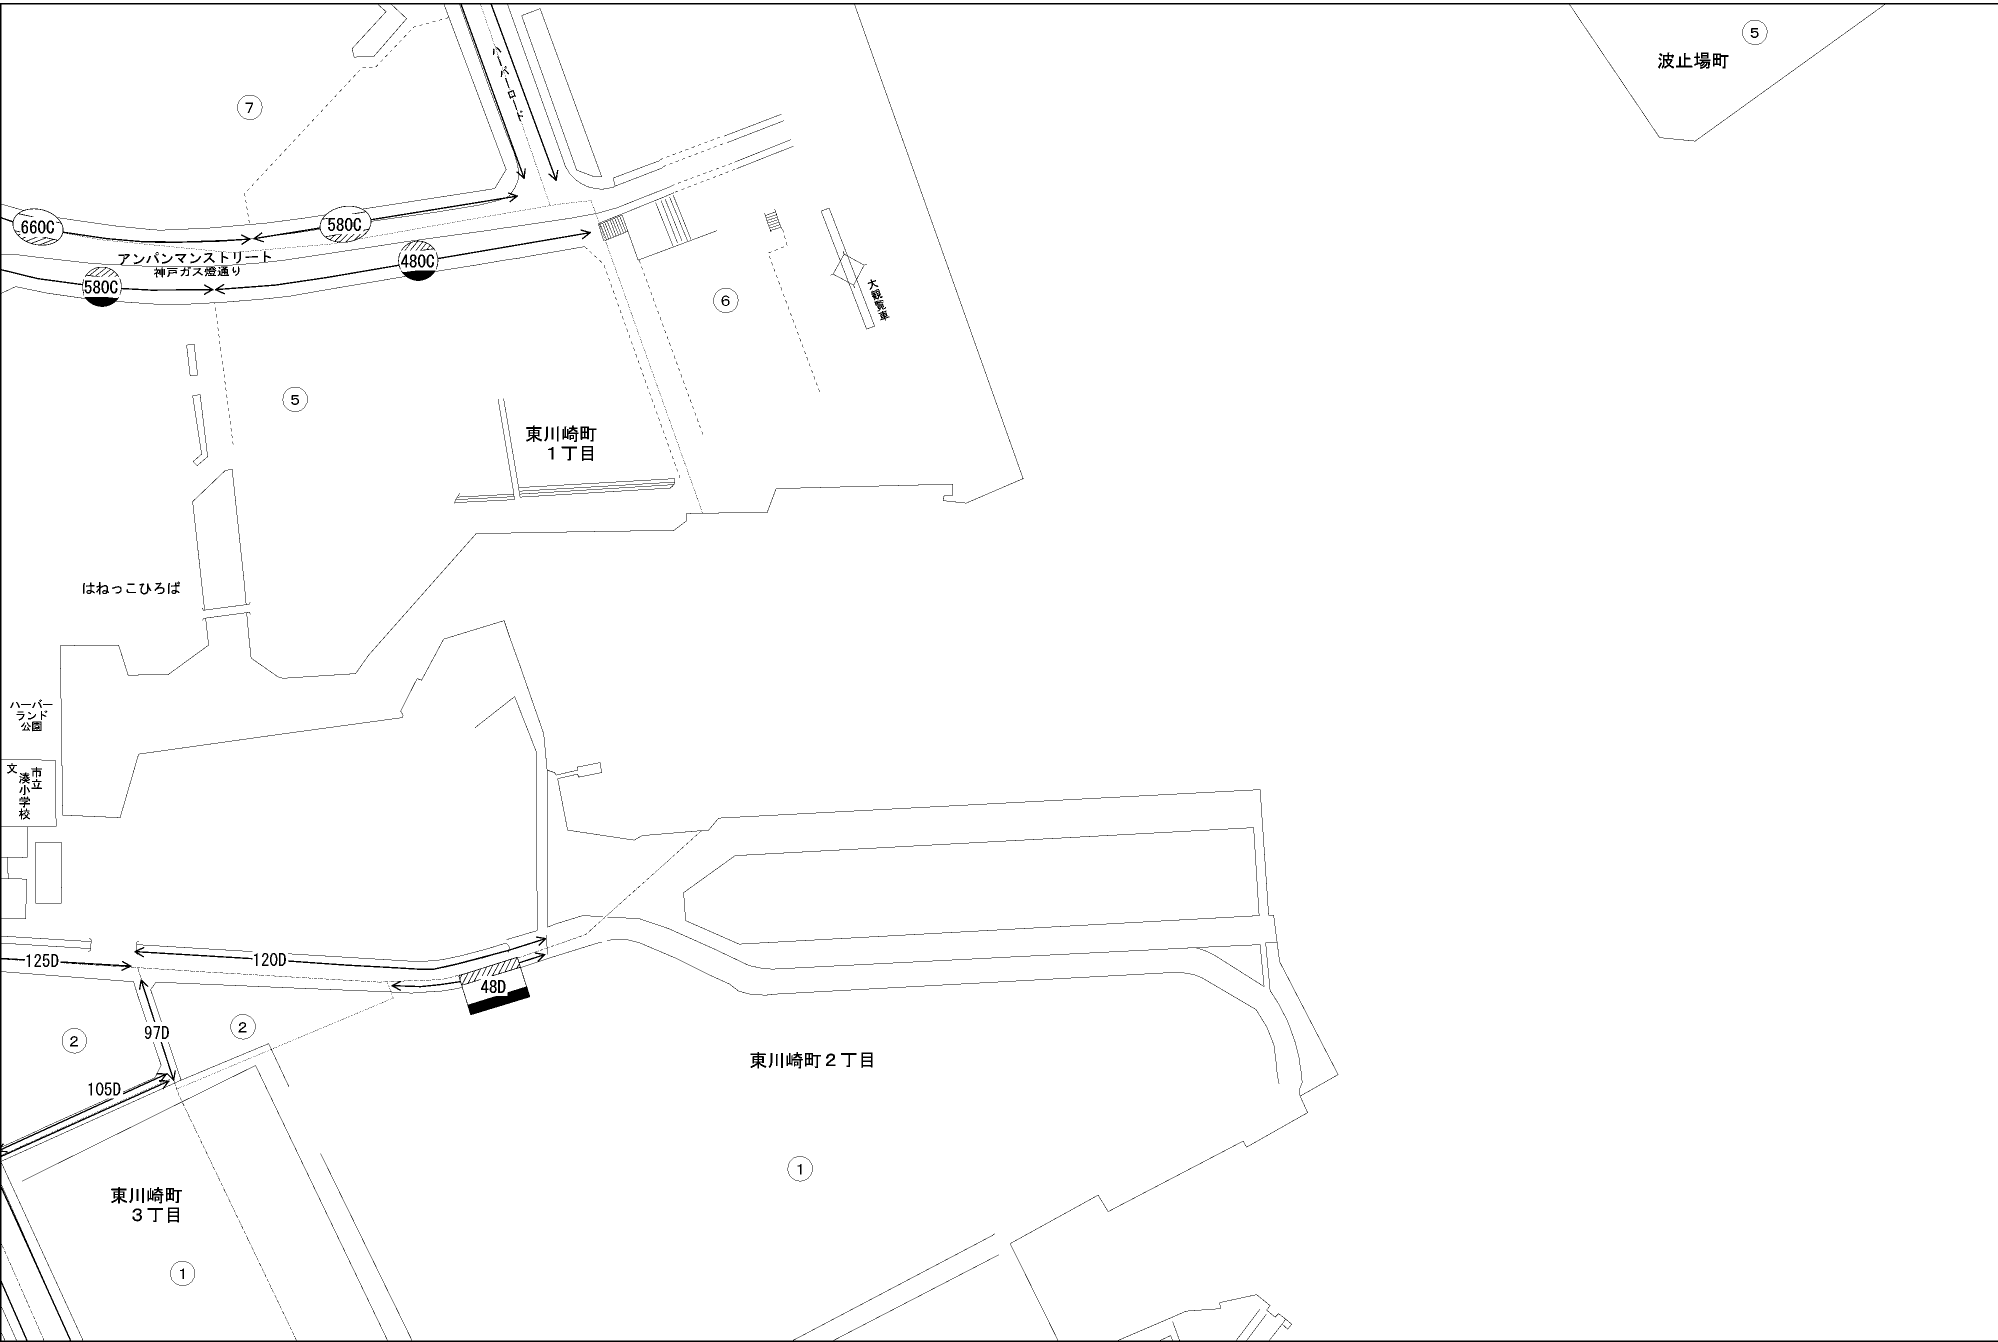 ⑤
波止場町
ハーバーロード
⑦
660C
580C
アンパンマンストリート
神戸ガス燈通り
580C
480C
⑥
大観覧車
⑤
東川崎町
1丁目
はねっこひろば
ハーバー
ランド
公園
文
市立
湊小学校
125D
120D
48D
97D
②
②
105D
東川崎町2丁目
①
東川崎町
3丁目
①